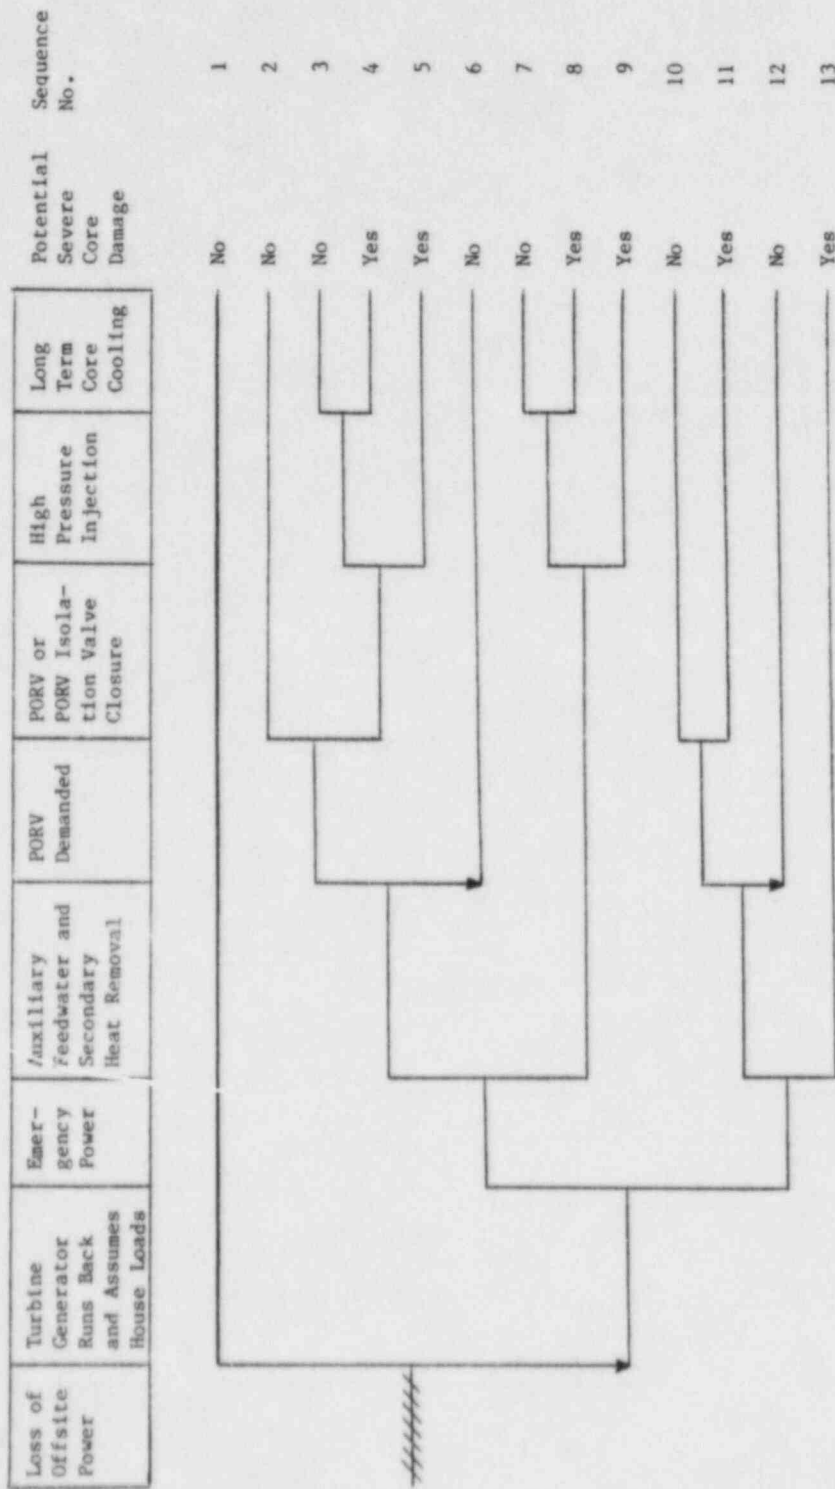 Loss of
Offsite
Power
Turbine
Generator
Runs Back
and Assumes
House Loads
Emer-
gency
Power
Auxiliary
Feedwater and
Secondary
Heat Removal
PORV
Demanded
PORV or
PORV Isola-
tion Valve
Closure
High
Pressure
Injection
Long
Term
Core
Cooling
Potential
Severe
Core
Damage
Sequence
No.
No 1
No 2
No 3
Yes 4
Yes 5
No 6
No 7
Yes 8
Yes 9
No 10
Yes 11
No 12
Yes 13